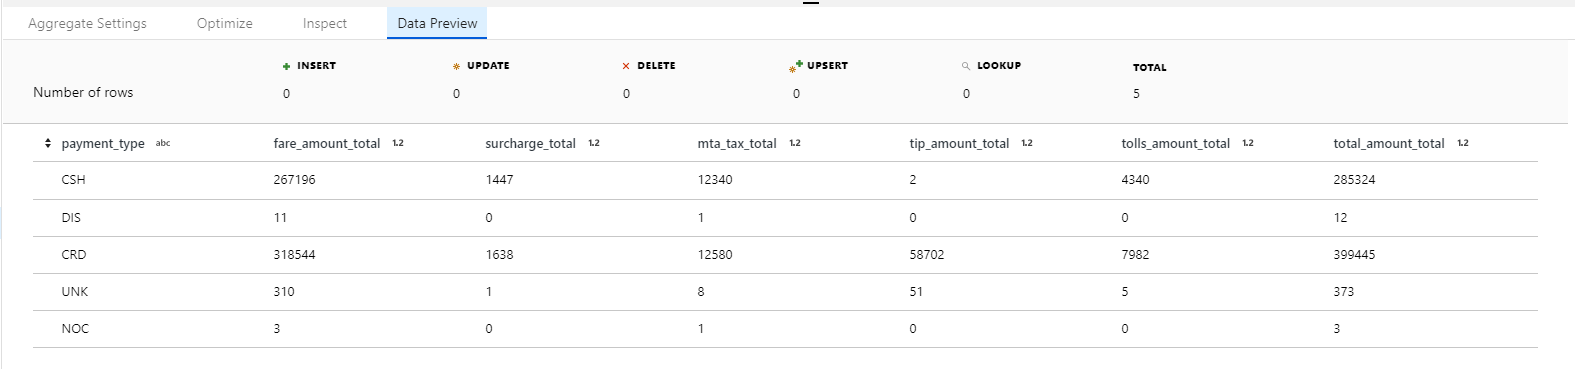 Aggregate Settings Optimize Inspect Data Preview
INSERT UPDATE DELETE UPSERT LOOKUP TOTAL
Number of rows 0 0 0 0 0 5
payment_type abc fare_amount_total 1.2 surcharge_total 1.2 mta_tax_total 1.2 tip_amount_total 1.2 tolls_amount_total 1.2 total_amount_total 1.2
CSH 267196 1447 12340 2 4340 285324
DIS 11 0 1 0 0 12
CRD 318544 1638 12580 58702 7982 399445
UNK 310 1 8 51 5 373
NOC 3 0 1 0 0 3